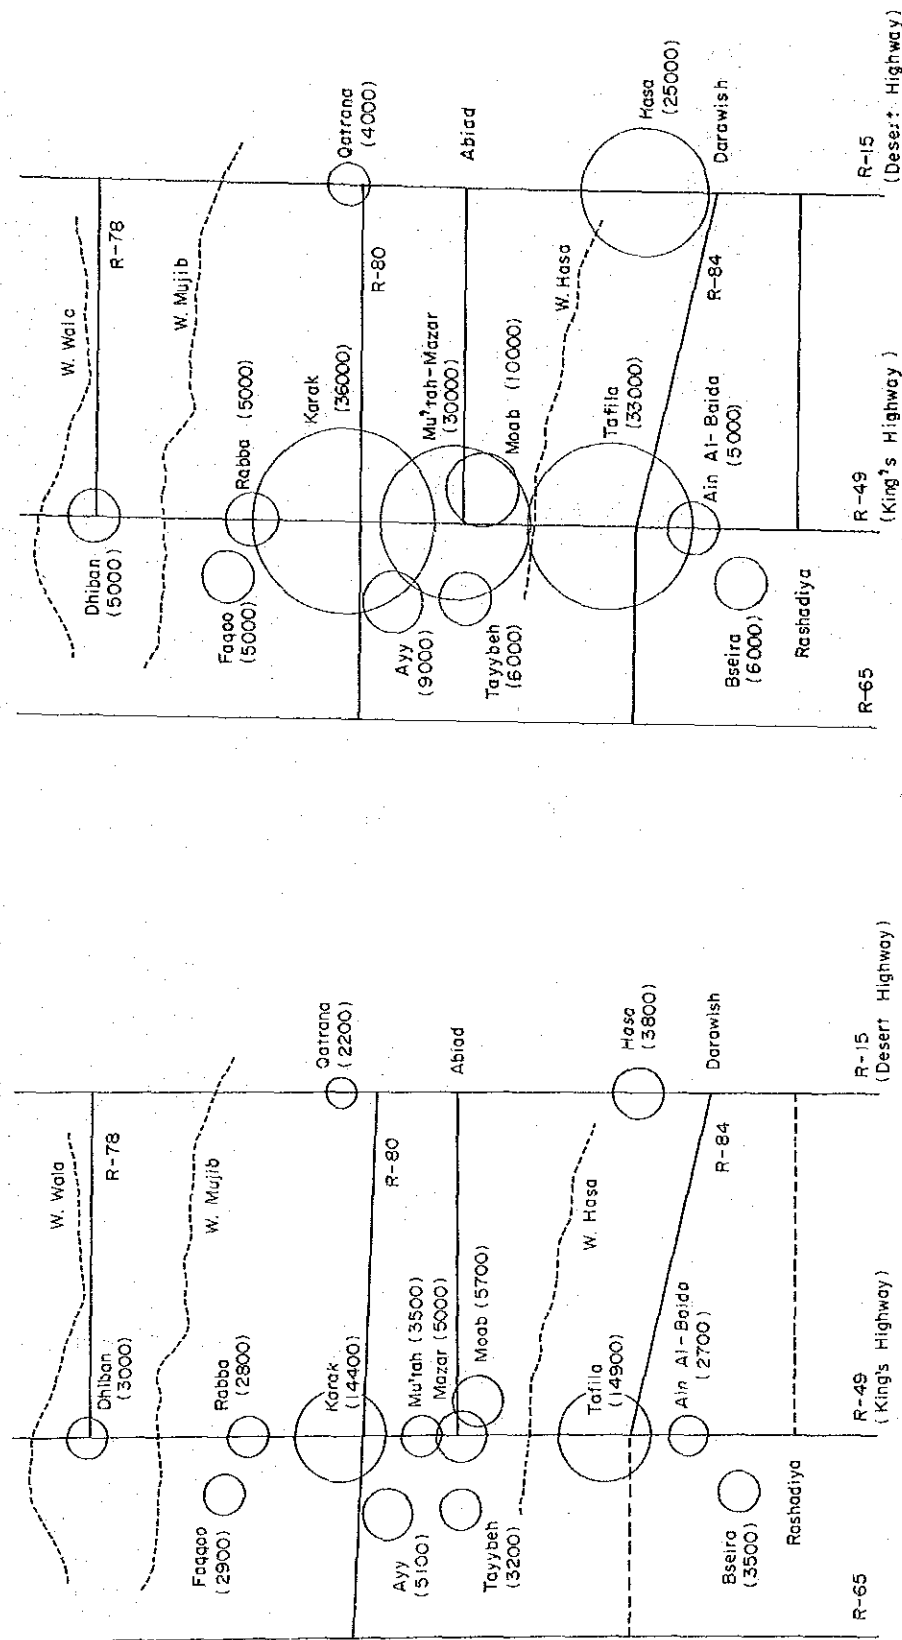 W. Wala
R-78
Dhiban
(5000)
W. Mujib
Faqoo
(5000)
Rabba (5000)
Qatrana
(4000)
Karak
(36000)
R-80
Ayy
(9000)
Mu'tah-Mazar
(30000)
Abiad
Tayybeh
(6000)
Moab (10000)
W. Hasa
Hasa
(25000)
Tafila
(33000)
R-84
Darawish
Ain Al-Baida
(5000)
Bseira
(6000)
Rashadiya
R-65
R-49
(King's Highway)
R-15
(Desert Highway)
W. Wala
R-78
Dhiban
(3000)
W. Mujib
Faqqoo
(2900)
Rabba
(2800)
Qatrana
(2200)
Karak
(14400)
R-80
Ayy
(5100)
Mu'tah (3500)
Mazar (5000)
Abiad
Tayybeh
(3200)
Moab (5700)
W. Hasa
Hasa
(3800)
Tafila
(14900)
R-84
Darawish
Ain Al-Baida
(2700)
Bseira
(3500)
Rashadiya
R-65
R-49
(King's Highway)
R-15
(Desert Highway)